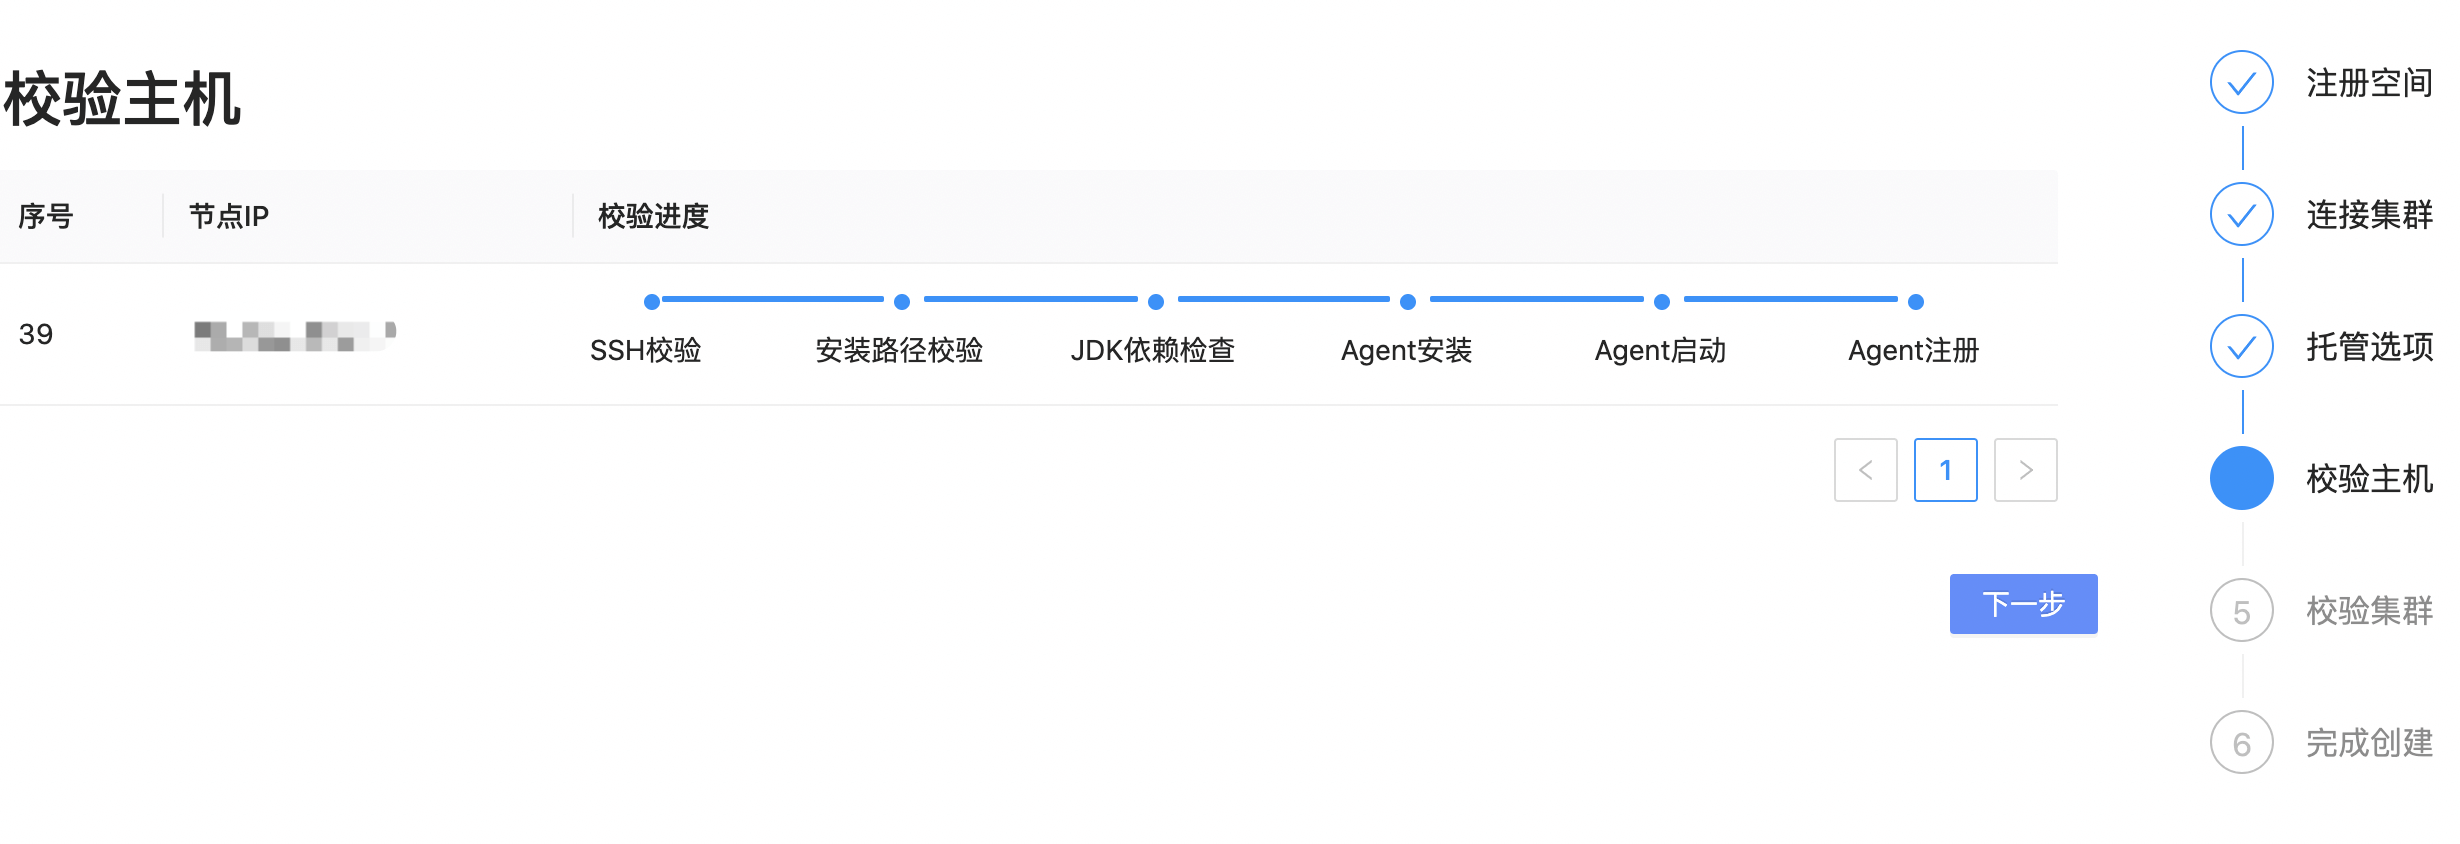 校验主机
序号 节点IP 校验进度
39
SSH校验 安装路径校验 JDK依赖检查 Agent安装 Agent启动 Agent注册
1
下一步
注册空间
连接集群
托管选项
校验主机
5 校验集群
6 完成创建